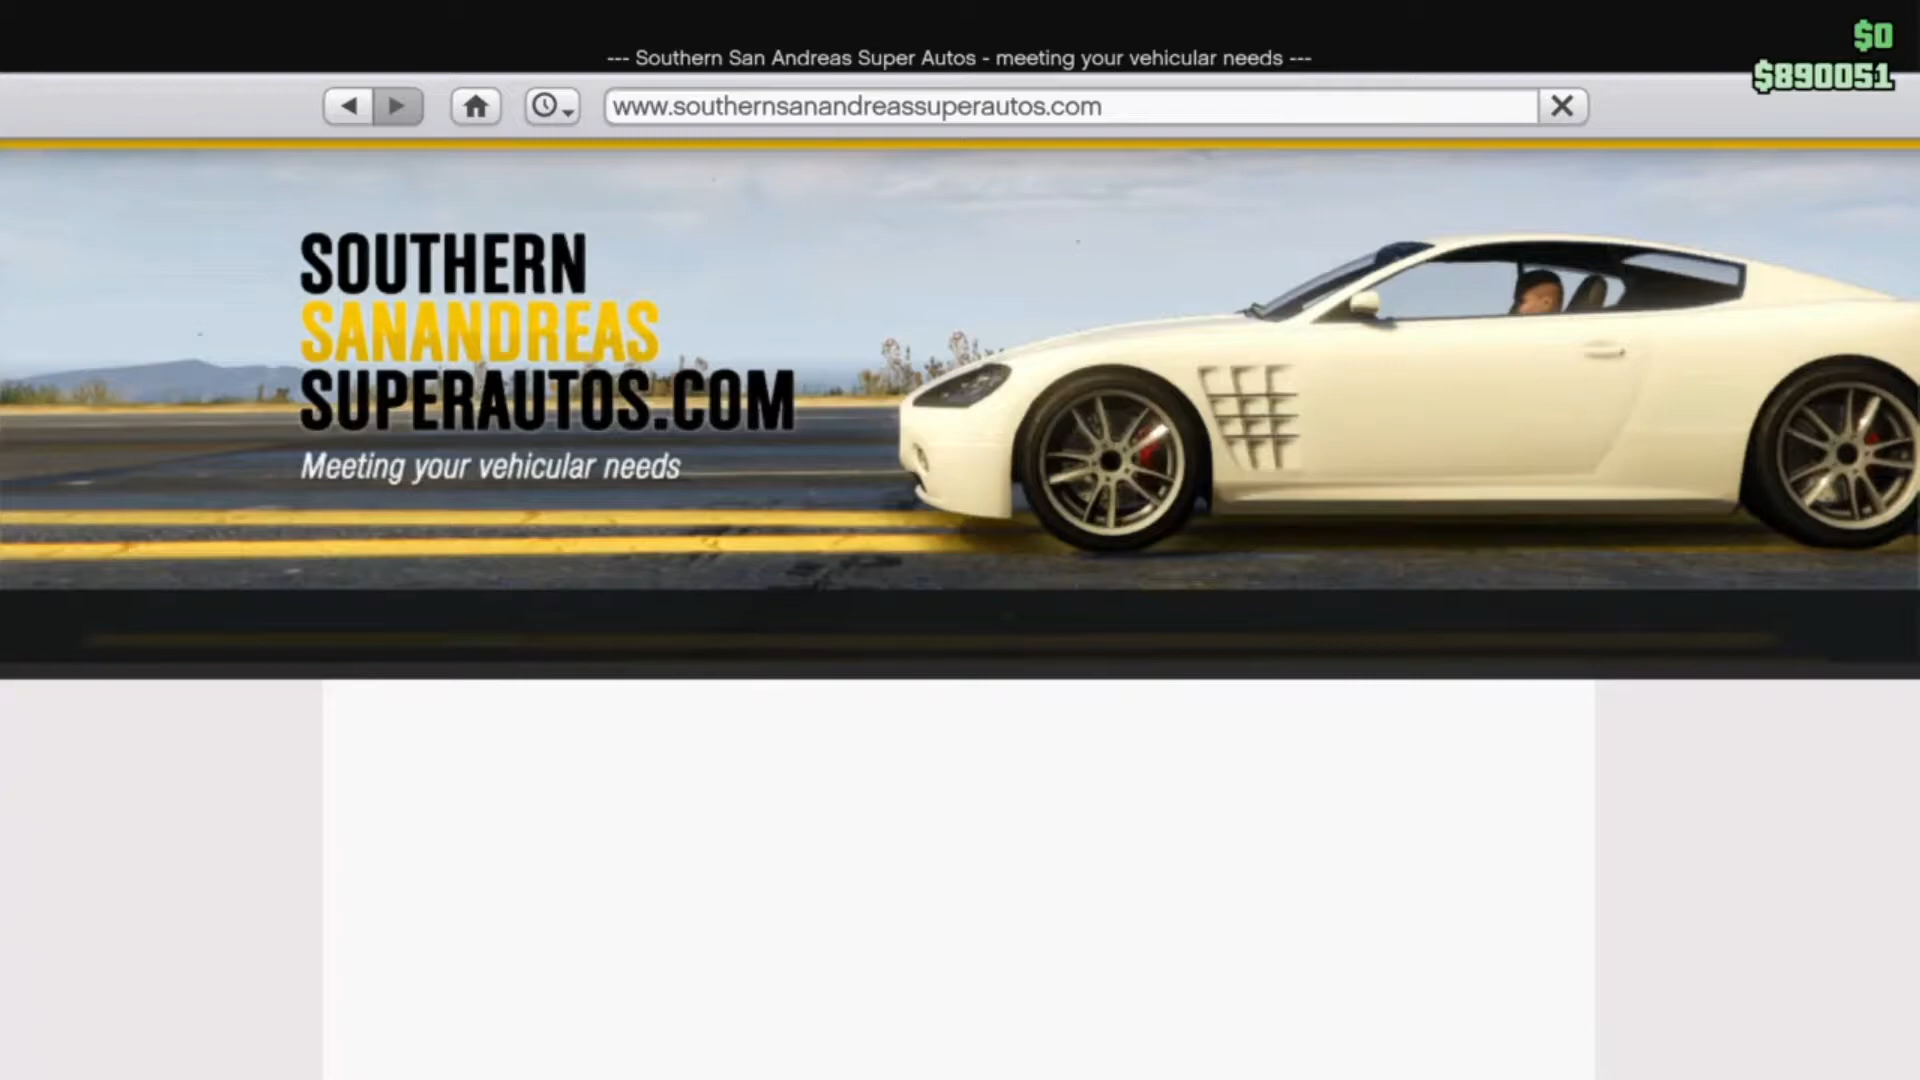 $0
--- Southern San Andreas Super Autos - meeting your vehicular needs ---
$890051
www.southernsanandreassuperautos.com
SOUTHERN
SANANDREAS
SUPERAUTOS.COM
Meeting your vehicular needs